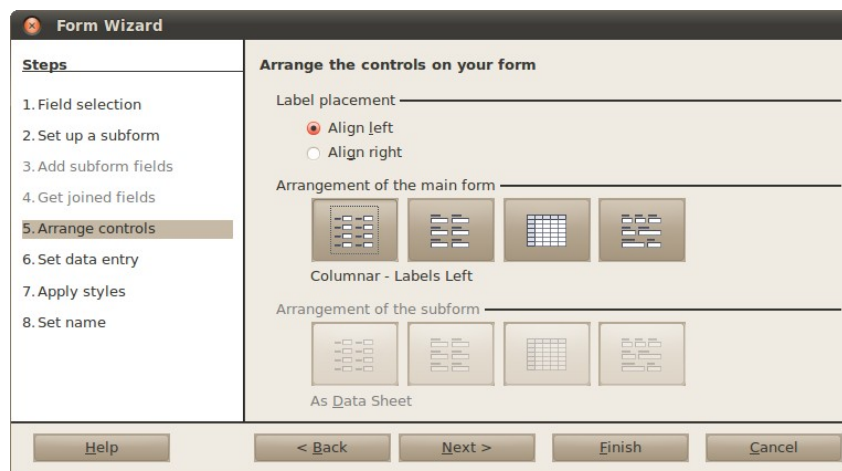 Form Wizard
Steps
1. Field selection
2. Set up a subform
3. Add subform fields
4. Get joined fields
5. Arrange controls
6. Set data entry
7. Apply styles
8. Set name
Arrange the controls on your form
Label placement
Align left
Align right
Arrangement of the main form
Columnar - Labels Left
Arrangement of the subform
As Data Sheet
Help
< Back
Next >
Finish
Cancel